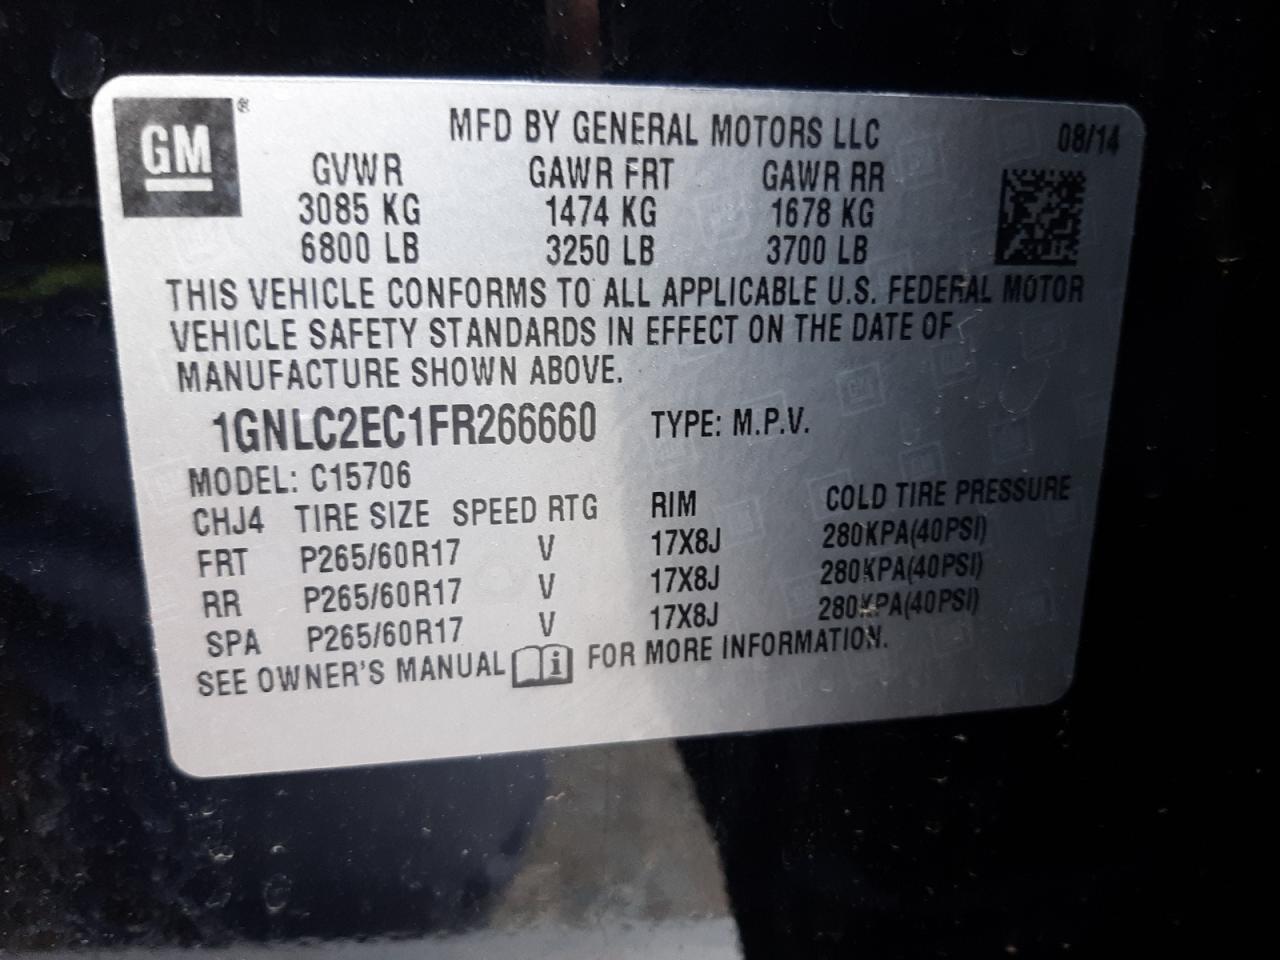 GM ®
MFD BY GENERAL MOTORS LLC 08/14
GVWR GAWR FRT GAWR RR
3085 KG 1474 KG 1678 KG
6800 LB 3250 LB 3700 LB
THIS VEHICLE CONFORMS TO ALL APPLICABLE U.S. FEDERAL MOTOR
VEHICLE SAFETY STANDARDS IN EFFECT ON THE DATE OF
MANUFACTURE SHOWN ABOVE.
1GNLC2EC1FR266660 TYPE: M.P.V.
MODEL: C15706
CHJ4 TIRE SIZE SPEED RTG RIM COLD TIRE PRESSURE
FRT P265/60R17 V 17X8J 280KPA(40PSI)
RR P265/60R17 V 17X8J 280KPA(40PSI)
SPA P265/60R17 V 17X8J 280KPA(40PSI)
SEE OWNER'S MANUAL i FOR MORE INFORMATION.